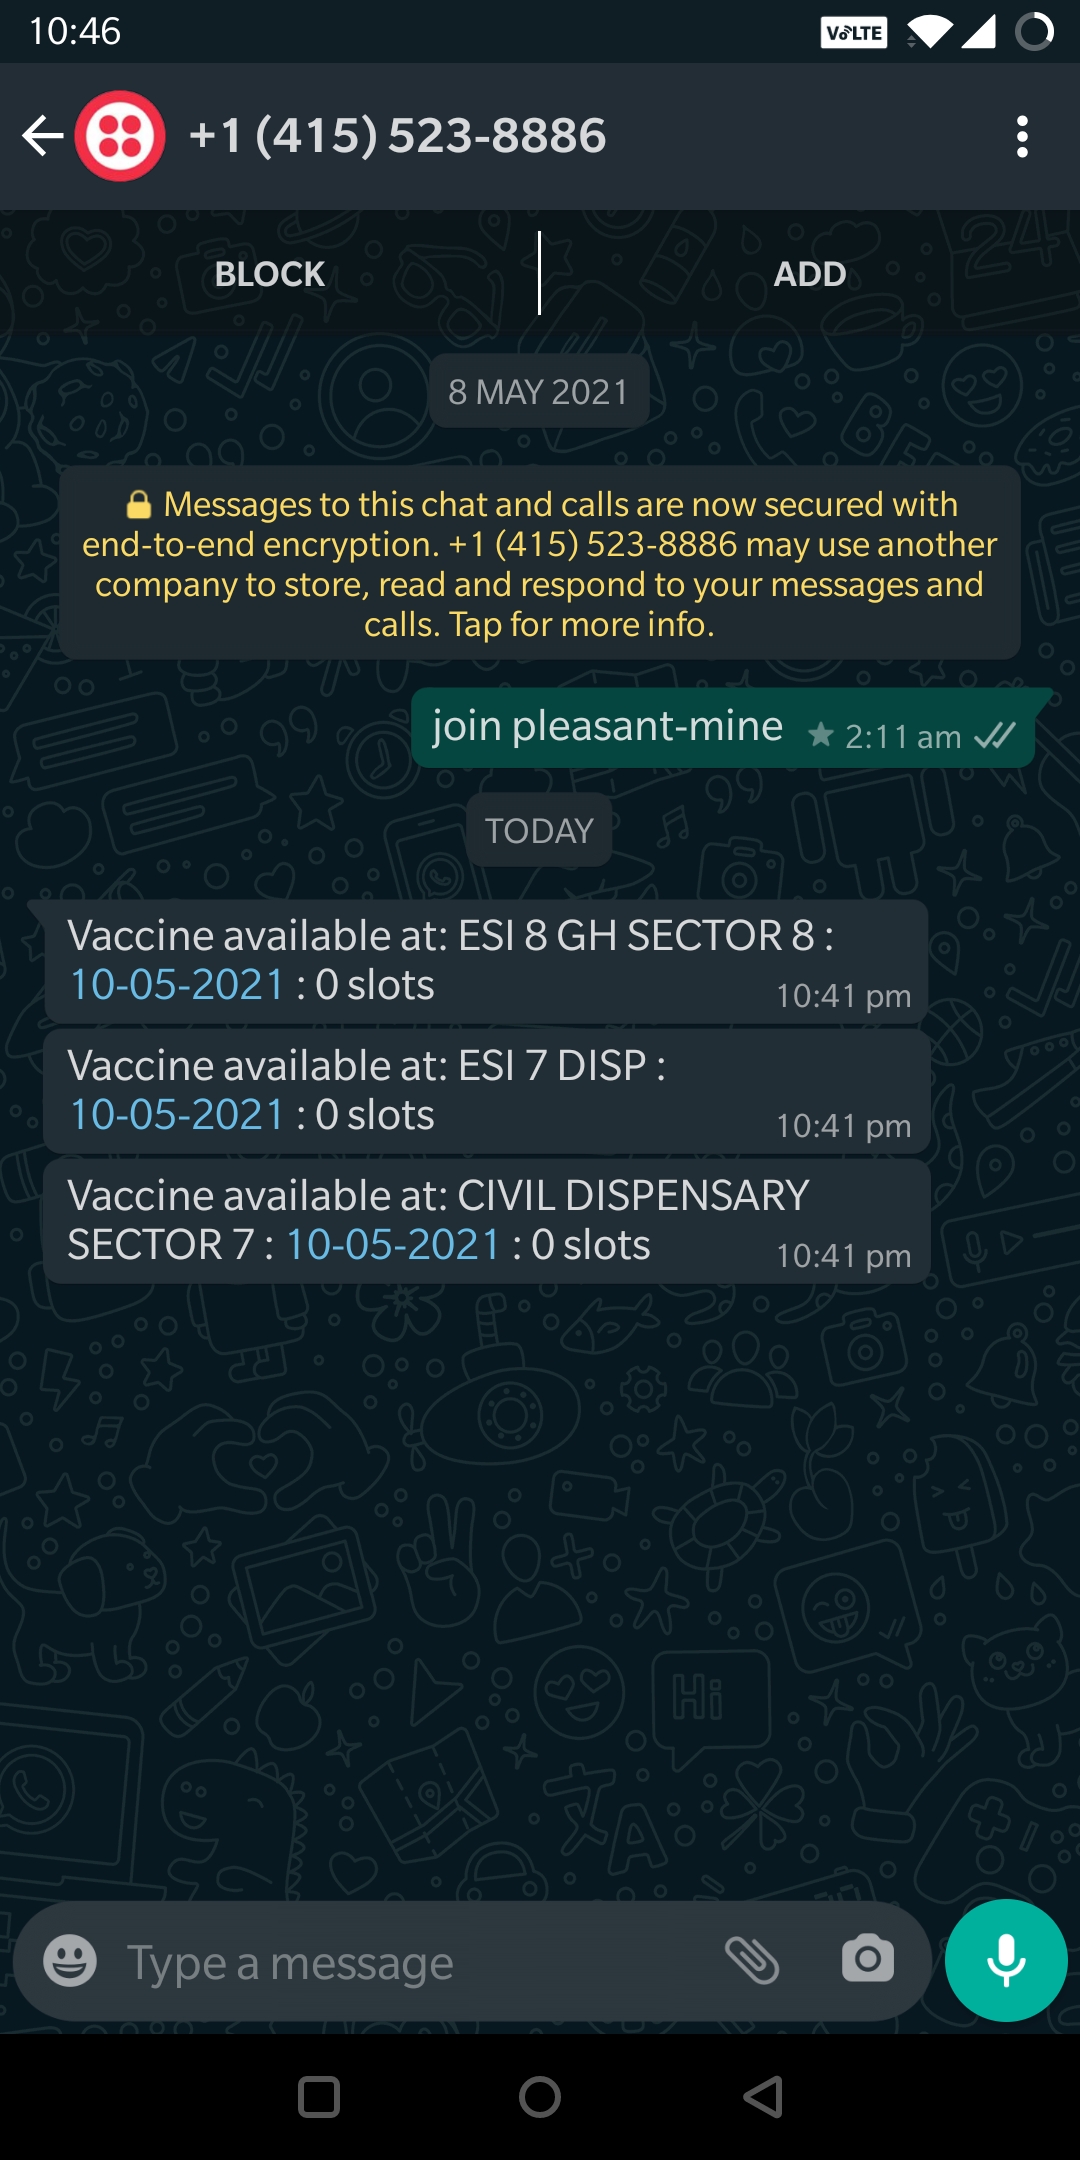 10:46
VoLTE
+1 (415) 523-8886
BLOCK
ADD
8 MAY 2021
Messages to this chat and calls are now secured with
end-to-end encryption. +1 (415) 523-8886 may use another
company to store, read and respond to your messages and
calls. Tap for more info.
join pleasant-mine 2:11 am
TODAY
Vaccine available at: ESI 8 GH SECTOR 8 :
10-05-2021 : 0 slots 10:41 pm
Vaccine available at: ESI 7 DISP :
10-05-2021 : 0 slots 10:41 pm
Vaccine available at: CIVIL DISPENSARY
SECTOR 7 : 10-05-2021 : 0 slots 10:41 pm
Hi
Type a message